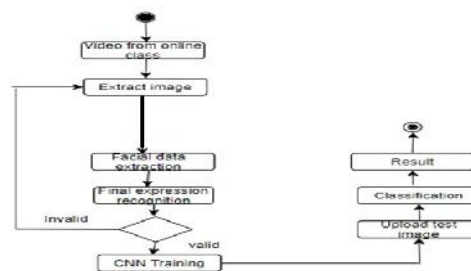 Video from online
class
Extract image
Facial data
extraction
Final expression
recognition
Invalid
valid
CNN Training
Result
Classification
Upload test
image